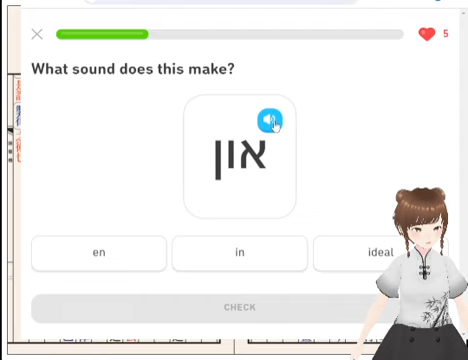 5
What sound does this make?
און
en
in
ideal
CHECK